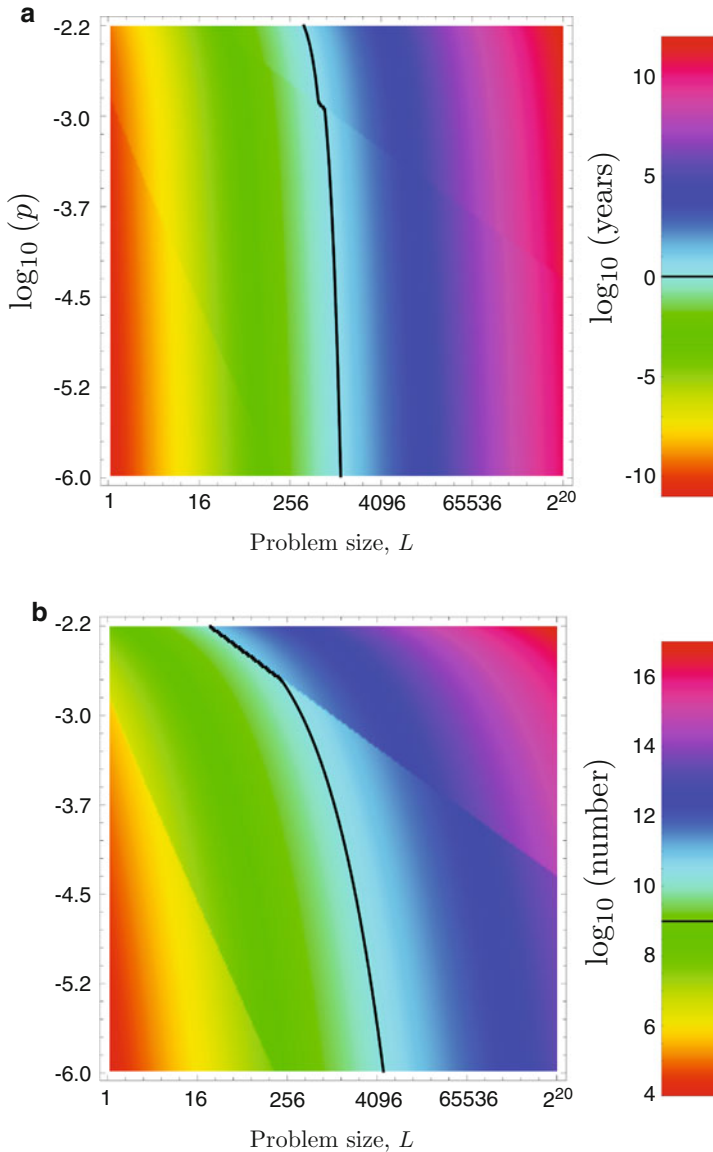 a
-2.2
-3.0
-3.7
-4.5
-5.2
-6.0
log10 (p)
1 16 256 4096 65536 2^20
Problem size, L
10
5
0
-5
-10
log10 (years)
b
-2.2
-3.0
-3.7
-4.5
-5.2
-6.0
1 16 256 4096 65536 2^20
Problem size, L
16
14
12
10
8
6
4
log10 (number)